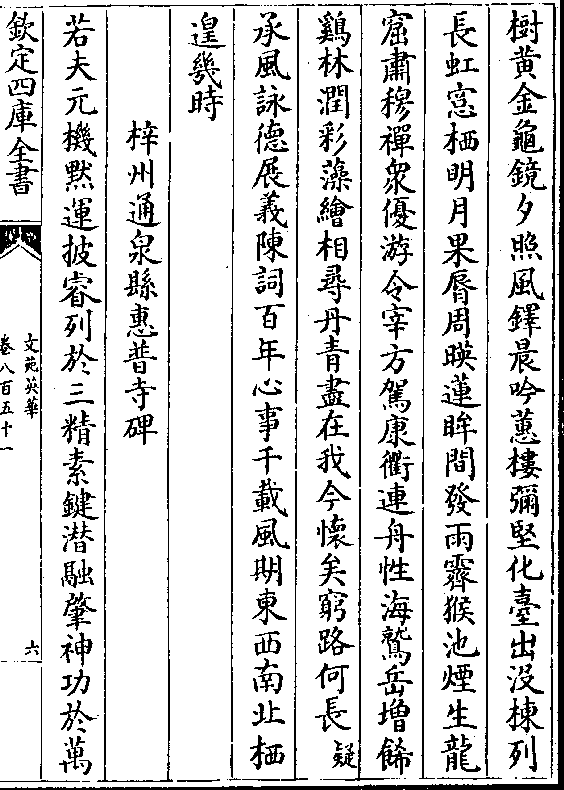 樹黄金龜鏡夕照風鐸晨吟蕙樓彌堅化臺出没棟列
長虹窓栖明月果脣周暎蓮眸間發雨霽猴池煙生龍
窟肅穆禪衆優游令宰方駕康衢連舟性海鷲岳增餙
鷄林潤彩藻繪相尋丹青盡在我今懷矣窮路何長疑
承風詠德展義陳詞百年心事千載風期東西南北栖
遑幾時
梓州通泉縣惠普寺碑
若夫元機黙運披睿列於三精素鍵潜融肇神功於萬
欽定四庫全書
文苑英華
卷八百五十一
六